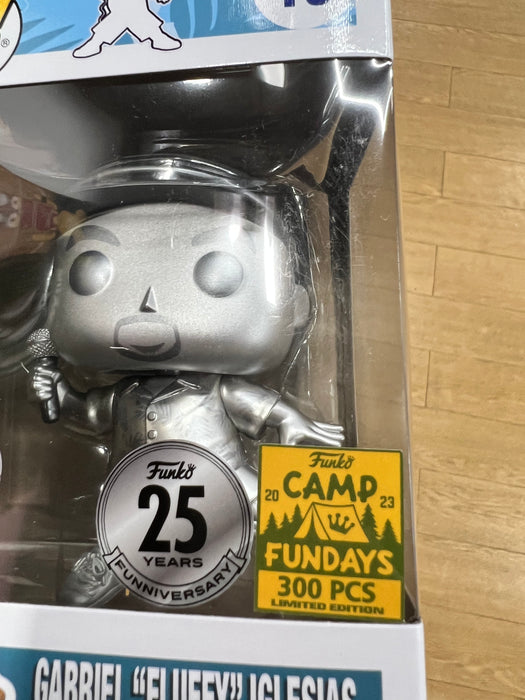 Funko
25
YEARS
FUNNIVERSARY
Funko
20 CAMP 23
FUNDAYS
300 PCS
LIMITED EDITION
GABRIEL "FLUFFY" IGLESIAS